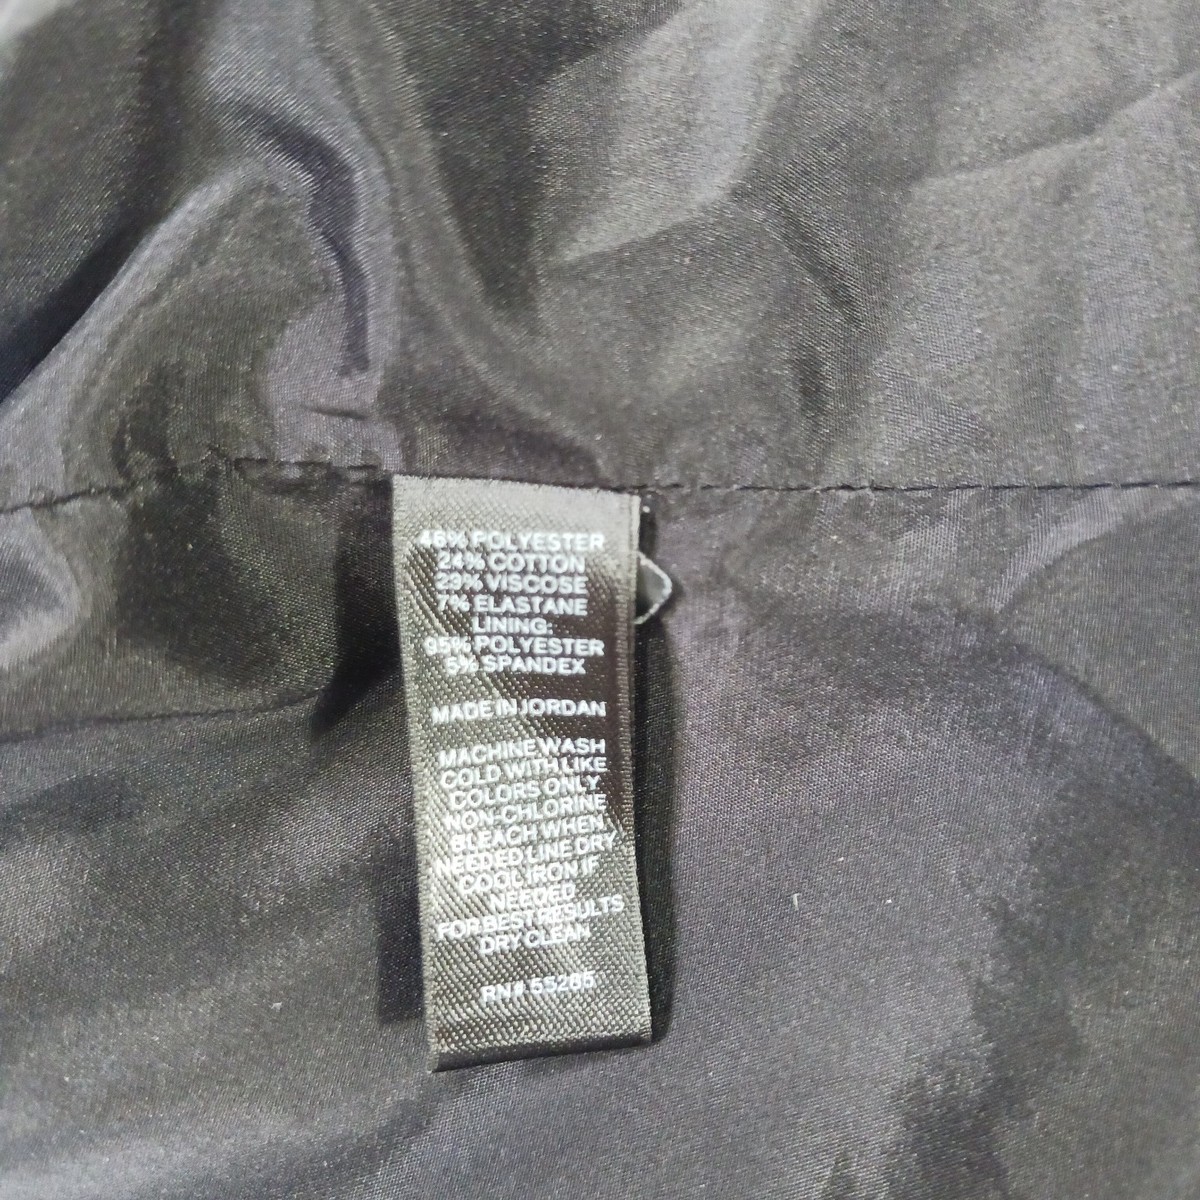 46% POLYESTER
24% COTTON
23% VISCOSE
7% ELASTANE
LINING:
95% POLYESTER
5% SPANDEX
MADE IN JORDAN
MACHINE WASH
COLD WITH LIKE
COLORS ONLY
NON-CHLORINE
BLEACH WHEN
NEEDED LINE DRY
COOL IRON IF
NEEDED
FOR BEST RESULTS
DRY CLEAN
RN# 55285